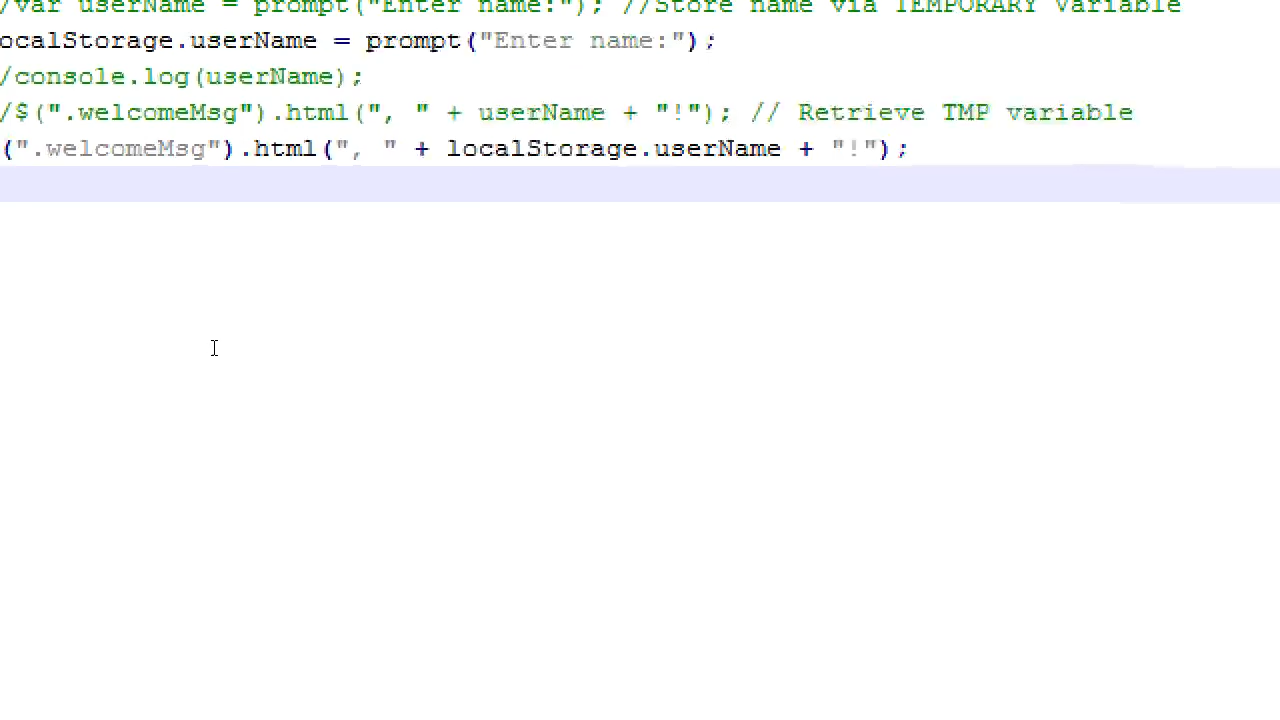 /var userName = prompt("Enter name:"); //Store name via TEMPORARY variable
ocalStorage.userName = prompt("Enter name:");
/console.log(userName);
/$(".welcomeMsg").html(", " + userName + "!"); // Retrieve TMP variable
(".welcomeMsg").html(", " + localStorage.userName + "!");